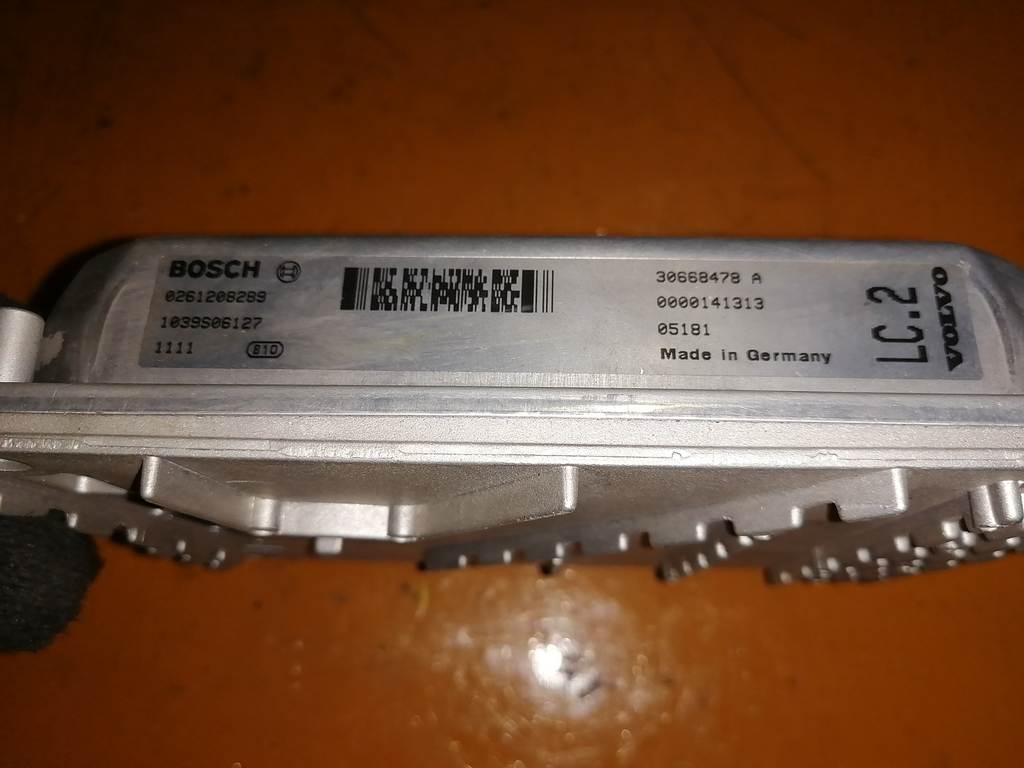 BOSCH
0261208289
1039S06127
1111 810
30668478 A
0000141313
05181
Made in Germany
LC.2
VOLVO